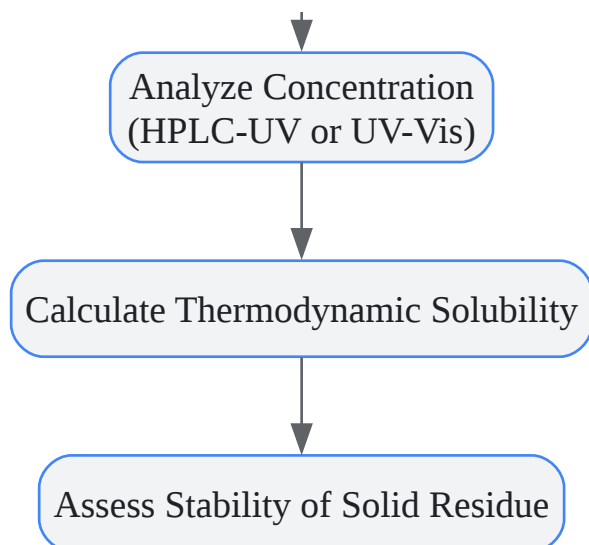 Analyze Concentration
(HPLC-UV or UV-Vis)
Calculate Thermodynamic Solubility
Assess Stability of Solid Residue